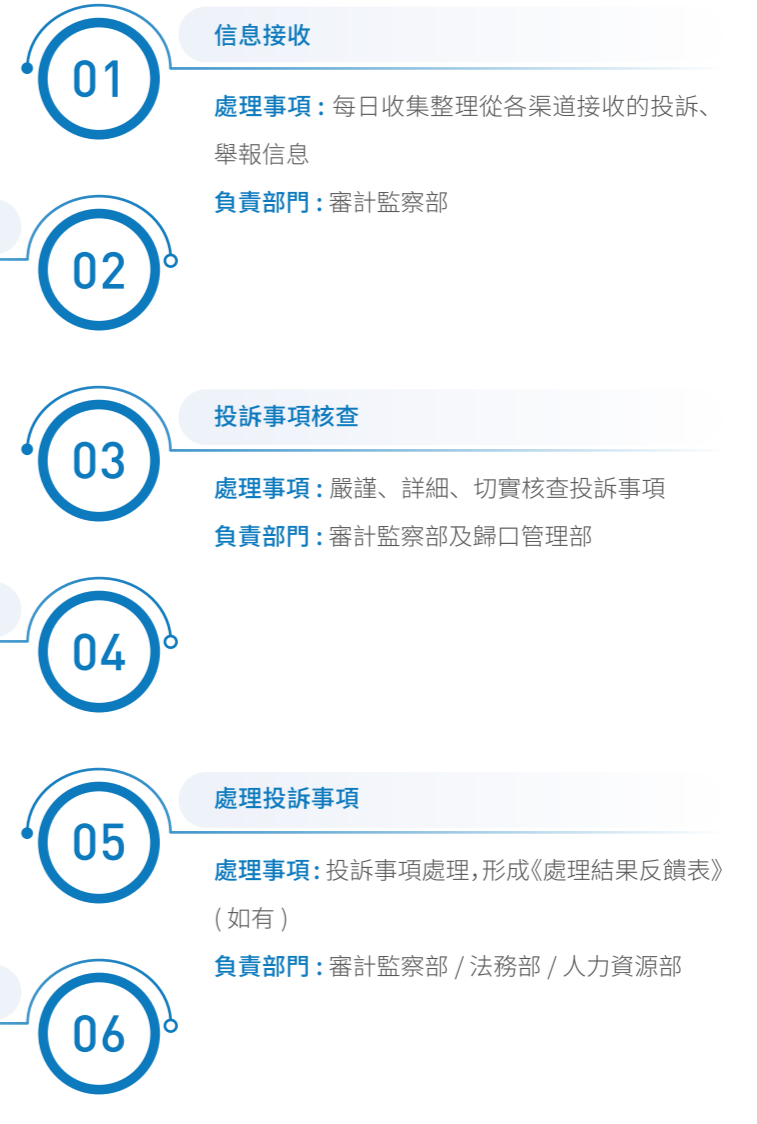 01
信息接收
處理事項 : 每日收集整理從各渠道接收的投訴、
舉報信息
負責部門 : 審計監察部
02
03
投訴事項核查
處理事項 : 嚴謹、詳細、切實核查投訴事項
負責部門 : 審計監察部及歸口管理部
04
05
處理投訴事項
處理事項 : 投訴事項處理，形成《處理結果反饋表》
( 如有 )
負責部門 : 審計監察部 / 法務部 / 人力資源部
06